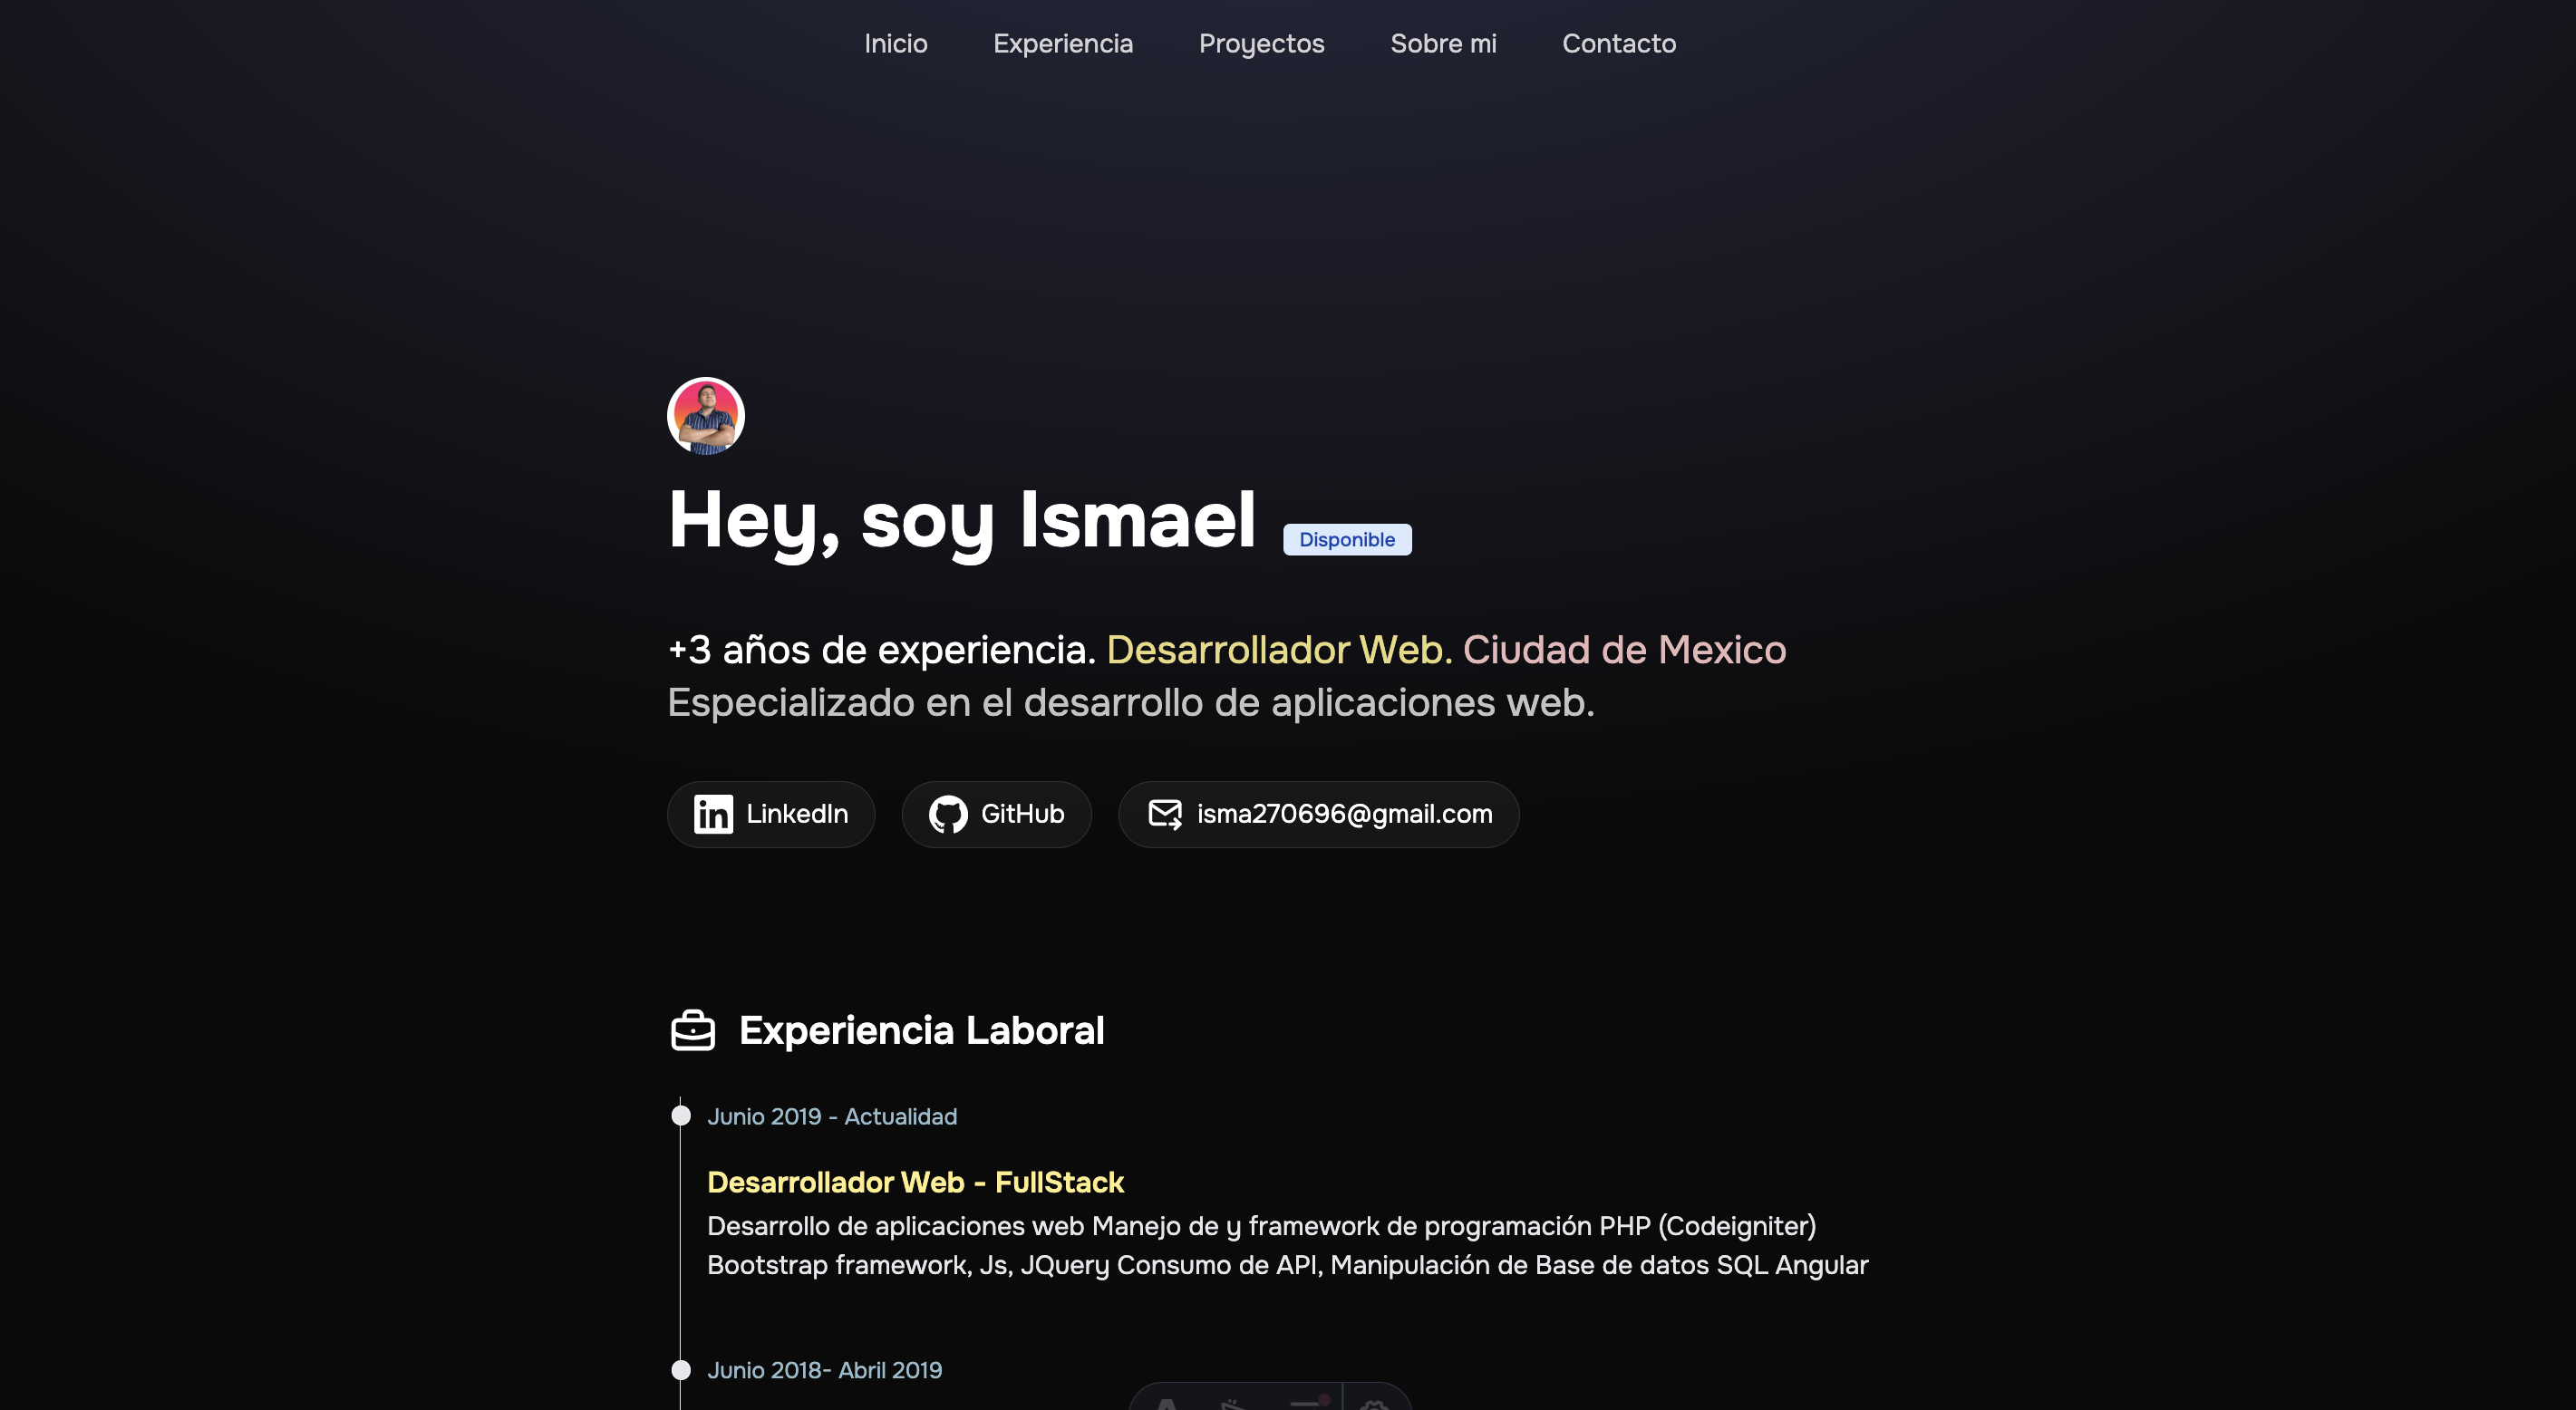 Inicio Experiencia Proyectos Sobre mi Contacto
Hey, soy Ismael Disponible
+3 años de experiencia. Desarrollador Web. Ciudad de Mexico
Especializado en el desarrollo de aplicaciones web.
LinkedIn GitHub isma270696@gmail.com
Experiencia Laboral
Junio 2019 - Actualidad
Desarrollador Web - FullStack
Desarrollo de aplicaciones web Manejo de y framework de programación PHP (Codeigniter)
Bootstrap framework, Js, JQuery Consumo de API, Manipulación de Base de datos SQL Angular
Junio 2018- Abril 2019